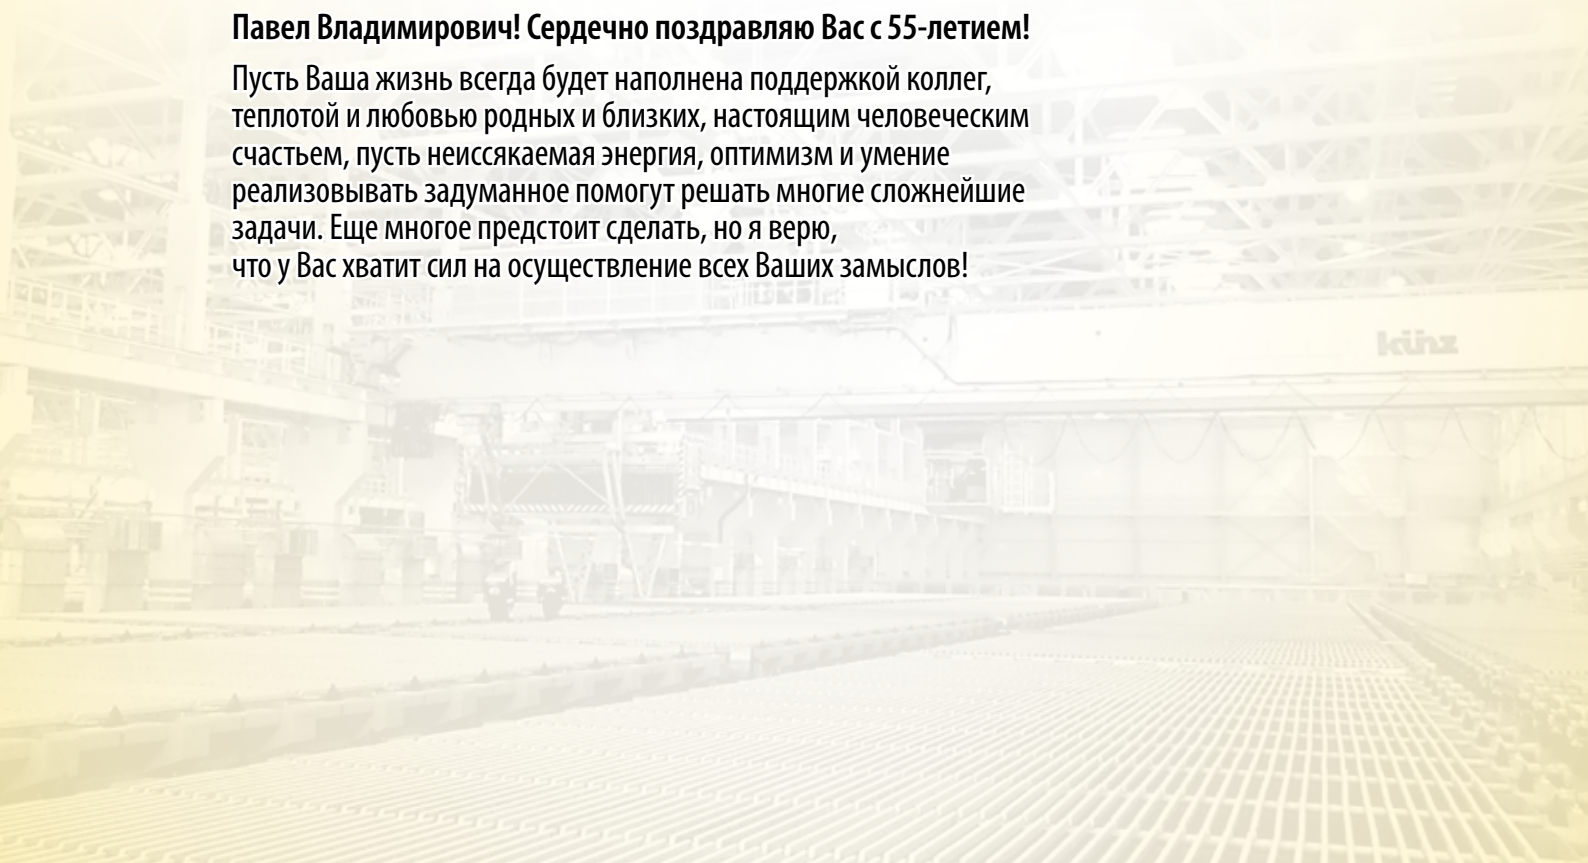 Павел Владимирович! Сердечно поздравляю Вас с 55-летием!
Пусть Ваша жизнь всегда будет наполнена поддержкой коллег,
теплотой и любовью родных и близких, настоящим человеческим
счастьем, пусть неиссякаемая энергия, оптимизм и умение
реализовывать задуманное помогут решать многие сложнейшие
задачи. Еще многое предстоит сделать, но я верю,
что у Вас хватит сил на осуществление всех Ваших замыслов!
künz